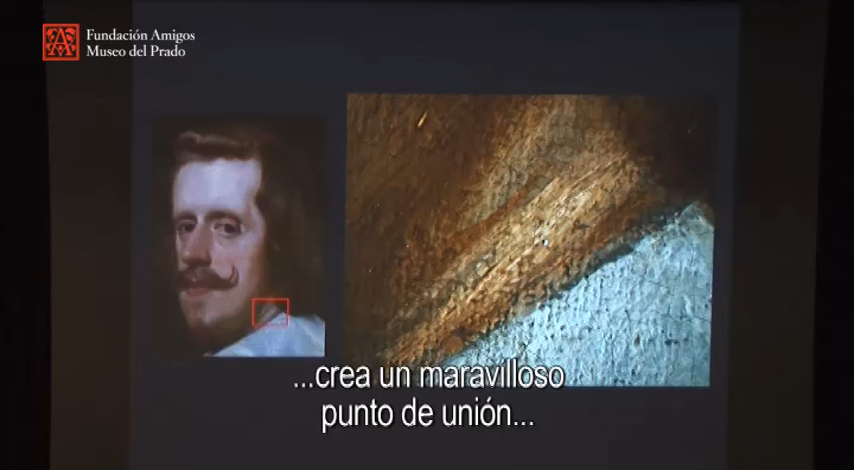 Fundación Amigos
Museo del Prado
...crea un maravilloso
punto de unión...